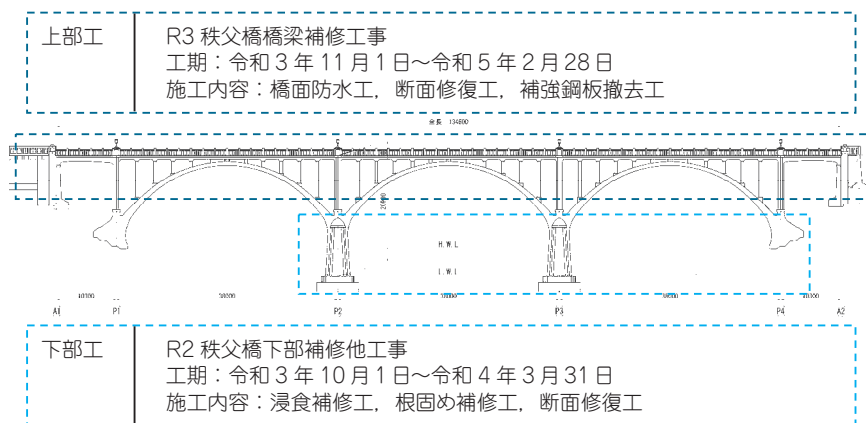 上部工
R3 秩父橋橋梁補修工事
工期：令和3年11月1日～令和5年2月28日
施工内容：橋面防水工，断面修復工，補強鋼板撤去工
H.W.L
A1 P1 P2 P3 P4 A2
下部工
R2 秩父橋下部補修他工事
工期：令和3年10月1日～令和4年3月31日
施工内容：浸食補修工，根固め補修工，断面修復工